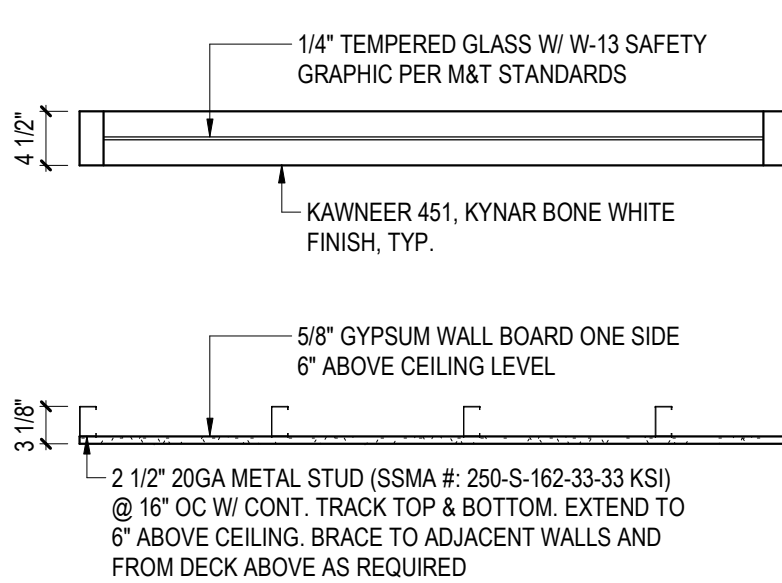 1/4" TEMPERED GLASS W/ W-13 SAFETY
GRAPHIC PER M&T STANDARDS
4 1/2"
KAWNEER 451, KYNAR BONE WHITE
FINISH, TYP.
5/8" GYPSUM WALL BOARD ONE SIDE
6" ABOVE CEILING LEVEL
3 1/8"
2 1/2" 20GA METAL STUD (SSMA #: 250-S-162-33-33 KSI)
@ 16" OC W/ CONT. TRACK TOP & BOTTOM. EXTEND TO
6" ABOVE CEILING. BRACE TO ADJACENT WALLS AND
FROM DECK ABOVE AS REQUIRED